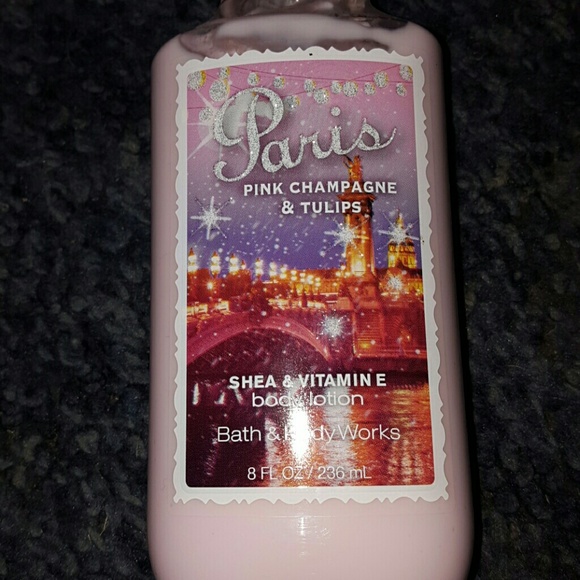 Paris
PINK CHAMPAGNE
& TULIPS
SHEA & VITAMIN E
body lotion
Bath & Body Works
8 FL OZ / 236 mL